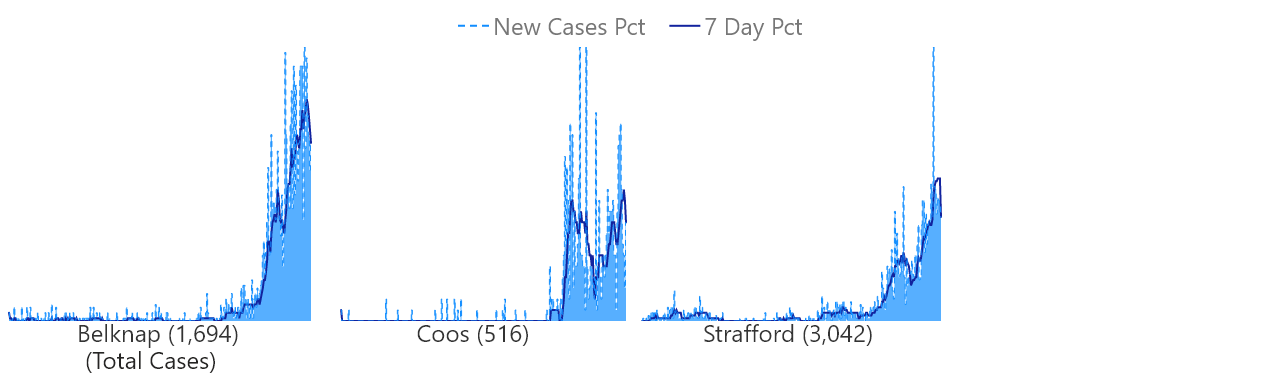 New Cases Pct 7 Day Pct
Belknap (1,694) Coos (516) Strafford (3,042)
(Total Cases)